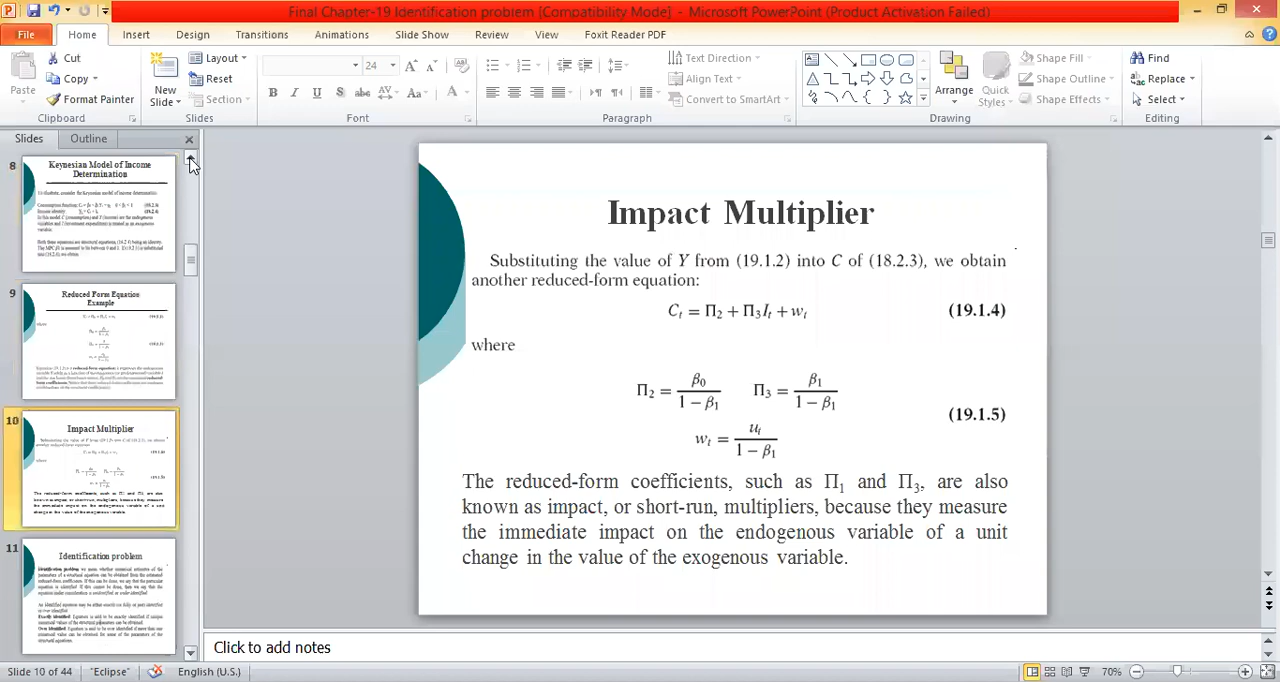 Final Chapter-19 Identification problem [Compatibility Mode] - Microsoft PowerPoint (Product Activation Failed)
File Home Insert Design Transitions Animations Slide Show Review View Foxit Reader PDF
Cut
Copy
Format Painter
Paste
Clipboard
New Slide
Layout
Reset
Section
Slides
24
B I U S abc AV Aa A
Font
Text Direction
Align Text
Convert to SmartArt
Paragraph
Arrange
Quick Styles
Shape Fill
Shape Outline
Shape Effects
Drawing
Find
Replace
Select
Editing
Slides Outline
8
Keynesian Model of Income
Determination
9
Reduced Form Equation
Example
10
Impact Multiplier
11
Identification problem
Impact Multiplier
Substituting the value of Y from (19.1.2) into C of (18.2.3), we obtain
another reduced-form equation:
Cₜ = Π₂ + Π₃Iₜ + wₜ (19.1.4)
where
Π₂ = β₀ / (1 − β₁) Π₃ = β₁ / (1 − β₁)
(19.1.5)
wₜ = uₜ / (1 − β₁)
The reduced-form coefficients, such as Π₁ and Π₃, are also
known as impact, or short-run, multipliers, because they measure
the immediate impact on the endogenous variable of a unit
change in the value of the exogenous variable.
Click to add notes
Slide 10 of 44 "Eclipse" English (U.S.) 70%